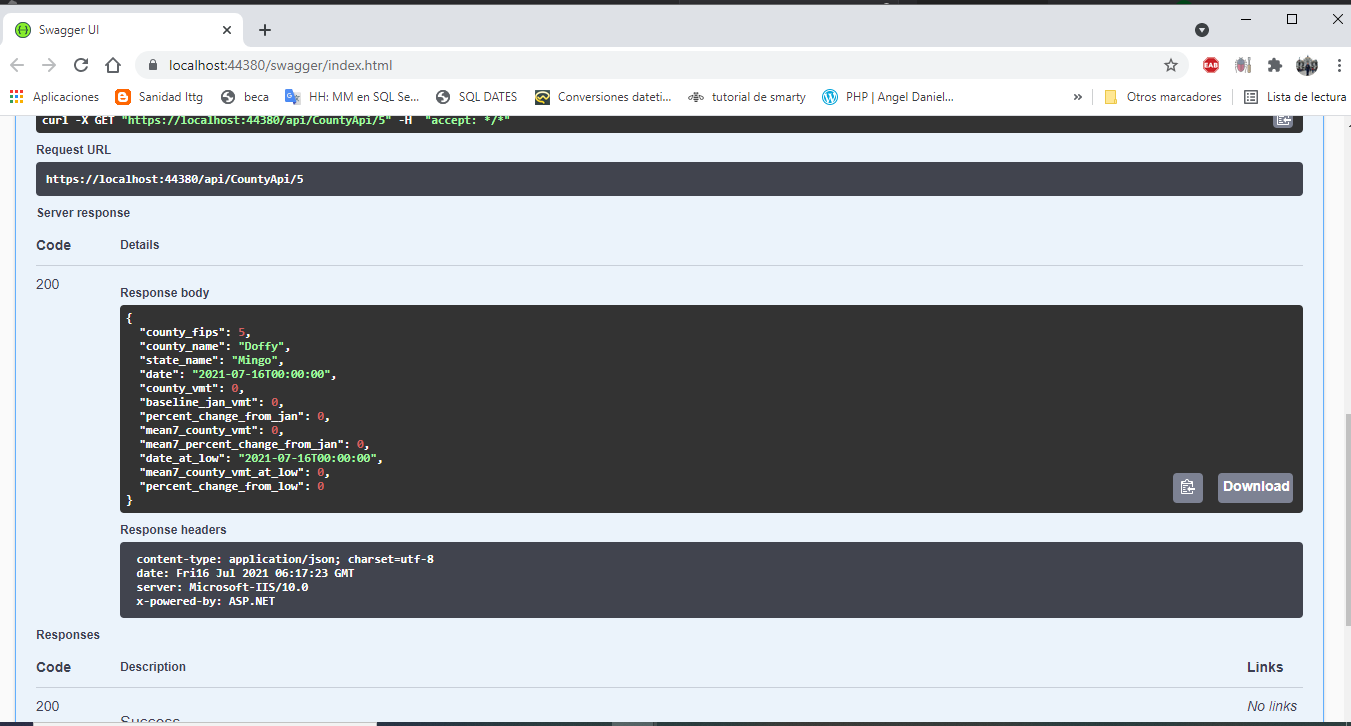 Swagger UI
localhost:44380/swagger/index.html
EAB
Aplicaciones Sanidad Ittg beca HH: MM en SQL Se... SQL DATES Conversiones dateti... tutorial de smarty PHP | Angel Daniel... » Otros marcadores Lista de lectura
curl -X GET "https://localhost:44380/api/CountyApi/5" -H "accept: */*"
Request URL
https://localhost:44380/api/CountyApi/5
Server response
Code Details
200
Response body
{
"county_fips": 5,
"county_name": "Doffy",
"state_name": "Mingo",
"date": "2021-07-16T00:00:00",
"county_vmt": 0,
"baseline_jan_vmt": 0,
"percent_change_from_jan": 0,
"mean7_county_vmt": 0,
"mean7_percent_change_from_jan": 0,
"date_at_low": "2021-07-16T00:00:00",
"mean7_county_vmt_at_low": 0,
"percent_change_from_low": 0
}
Download
Response headers
content-type: application/json; charset=utf-8
date: Fri16 Jul 2021 06:17:23 GMT
server: Microsoft-IIS/10.0
x-powered-by: ASP.NET
Responses
Code Description Links
200 No links
Success